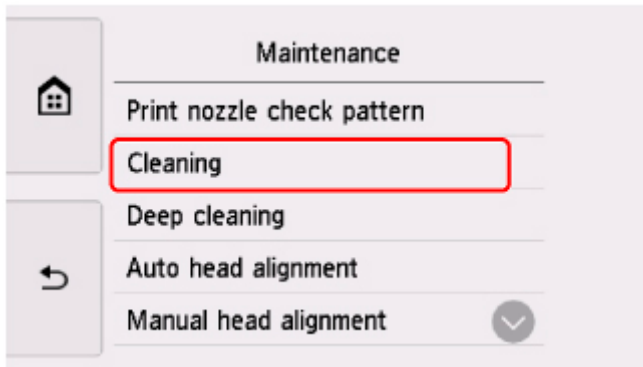 Maintenance
Print nozzle check pattern
Cleaning
Deep cleaning
Auto head alignment
Manual head alignment